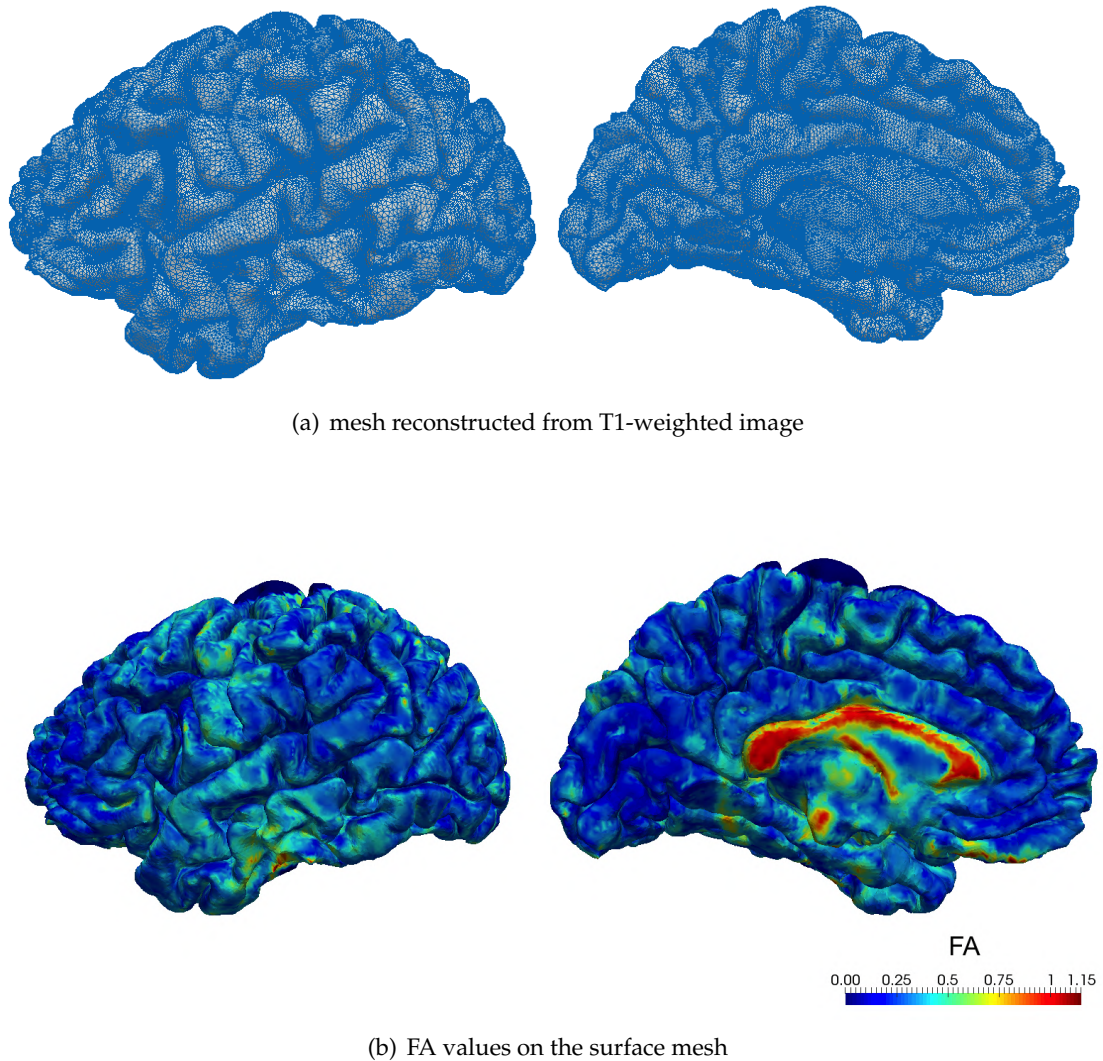 (a) mesh reconstructed from T1-weighted image
FA
0.00 0.25 0.5 0.75 1 1.15
(b) FA values on the surface mesh